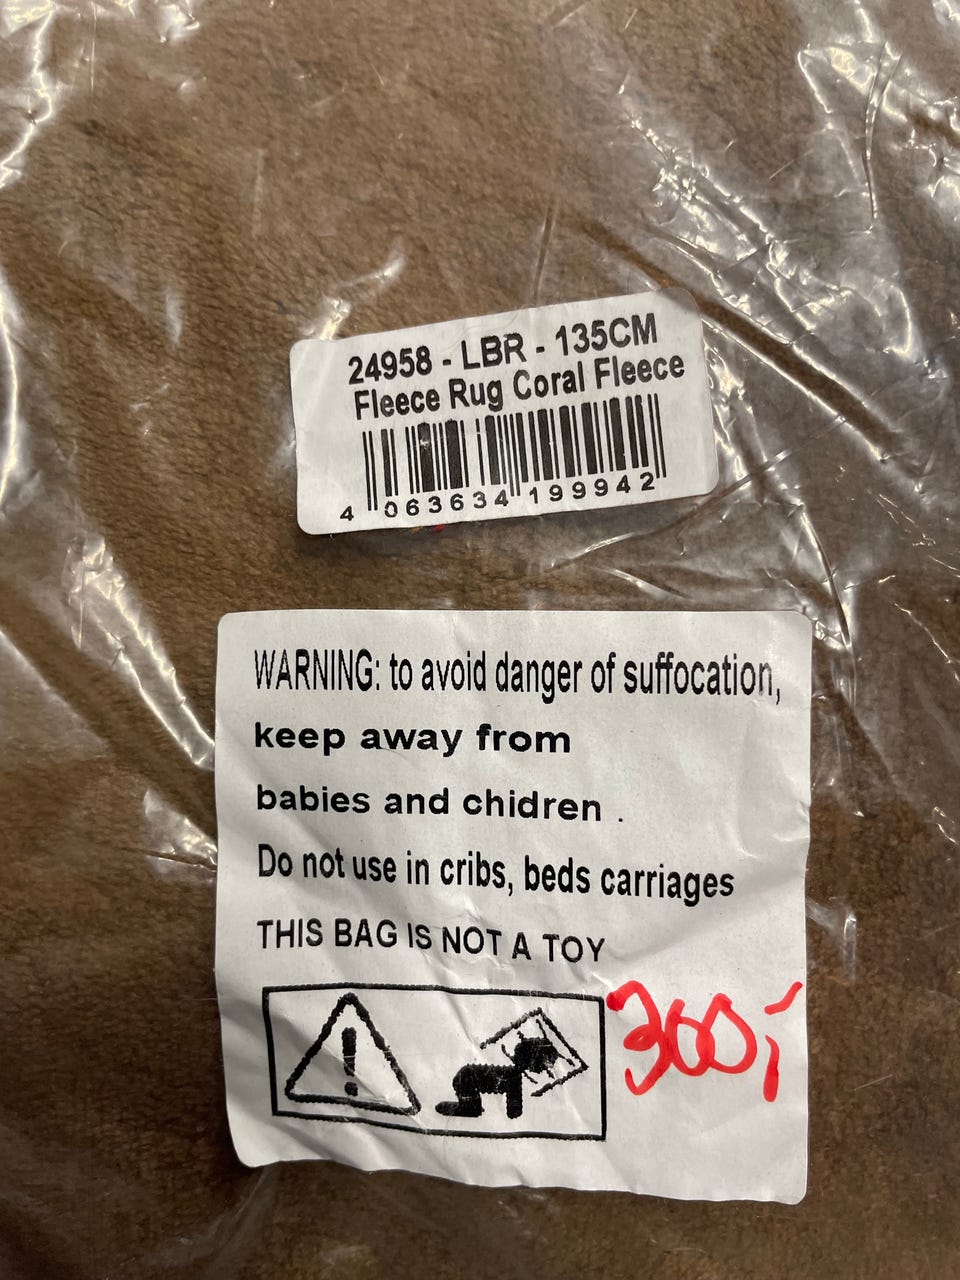 24958 - LBR - 135CM
Fleece Rug Coral Fleece
4 063634 199942
WARNING: to avoid danger of suffocation,
keep away from
babies and chidren .
Do not use in cribs, beds carriages
THIS BAG IS NOT A TOY
300,-